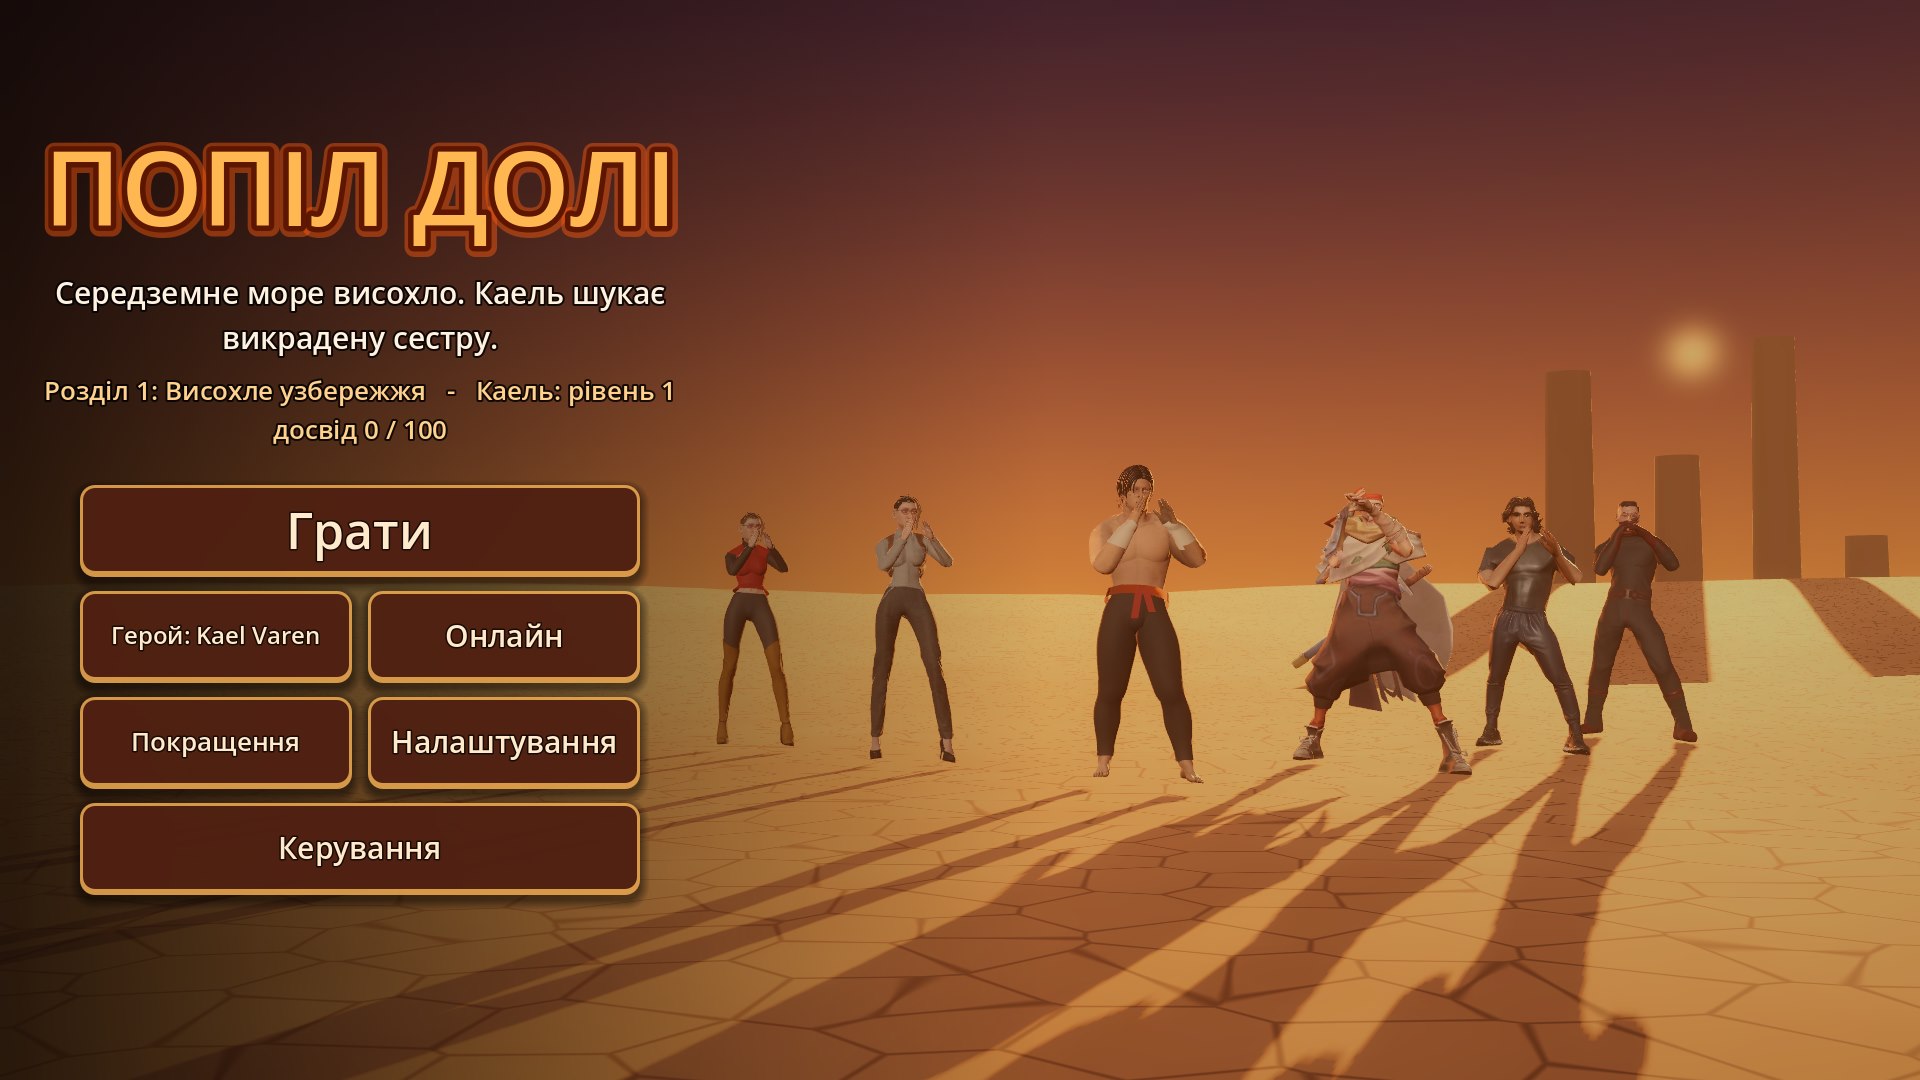 ПОПІЛ ДОЛІ
Середземне море висохло. Каель шукає
викрадену сестру.
Розділ 1: Висохле узбережжя - Каель: рівень 1
досвід 0 / 100
Грати
Герой: Kael Varen
Онлайн
Покращення
Налаштування
Керування